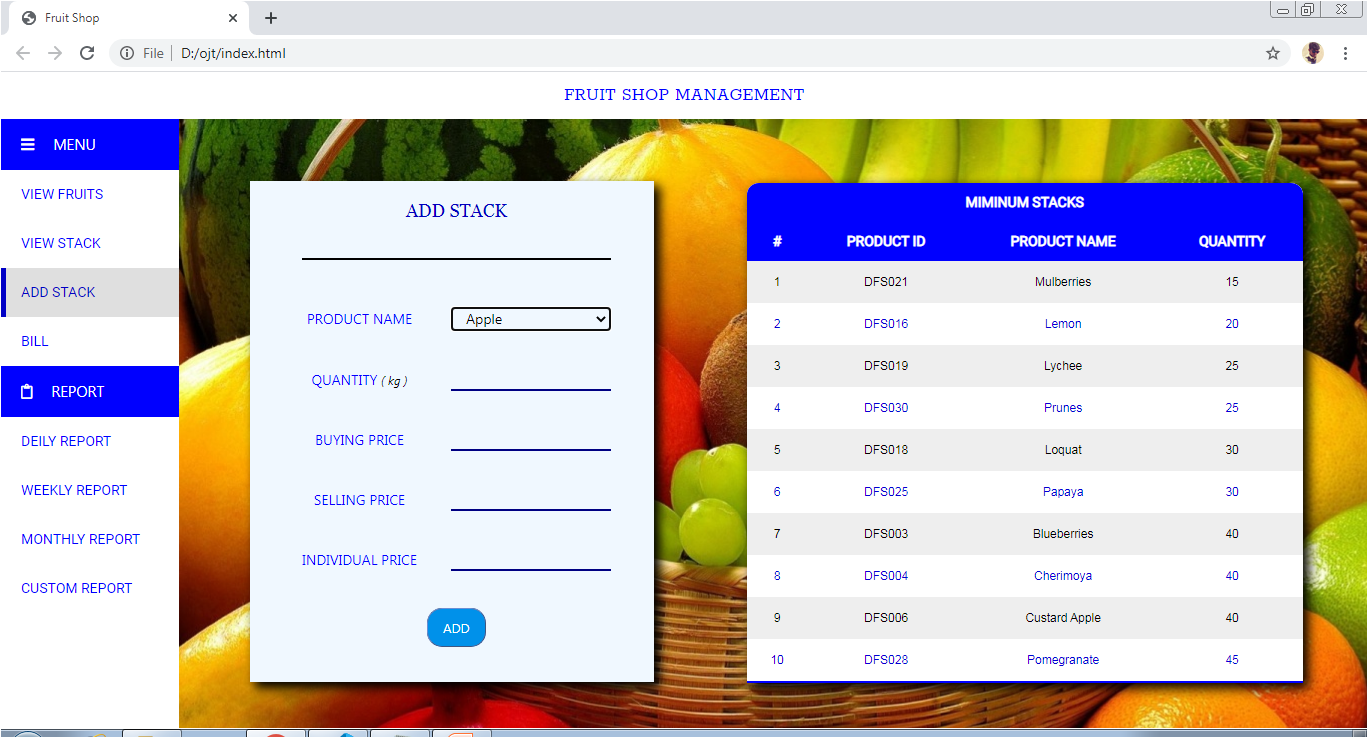 Fruit Shop
File
D:/ojt/index.html
FRUIT SHOP MANAGEMENT
MENU
VIEW FRUITS
VIEW STACK
ADD STACK
BILL
REPORT
DEILY REPORT
WEEKLY REPORT
MONTHLY REPORT
CUSTOM REPORT
ADD STACK
PRODUCT NAME Apple
QUANTITY ( kg )
BUYING PRICE
SELLING PRICE
INDIVIDUAL PRICE
ADD
MIMINUM STACKS
# PRODUCT ID PRODUCT NAME QUANTITY
1 DFS021 Mulberries 15
2 DFS016 Lemon 20
3 DFS019 Lychee 25
4 DFS030 Prunes 25
5 DFS018 Loquat 30
6 DFS025 Papaya 30
7 DFS003 Blueberries 40
8 DFS004 Cherimoya 40
9 DFS006 Custard Apple 40
10 DFS028 Pomegranate 45